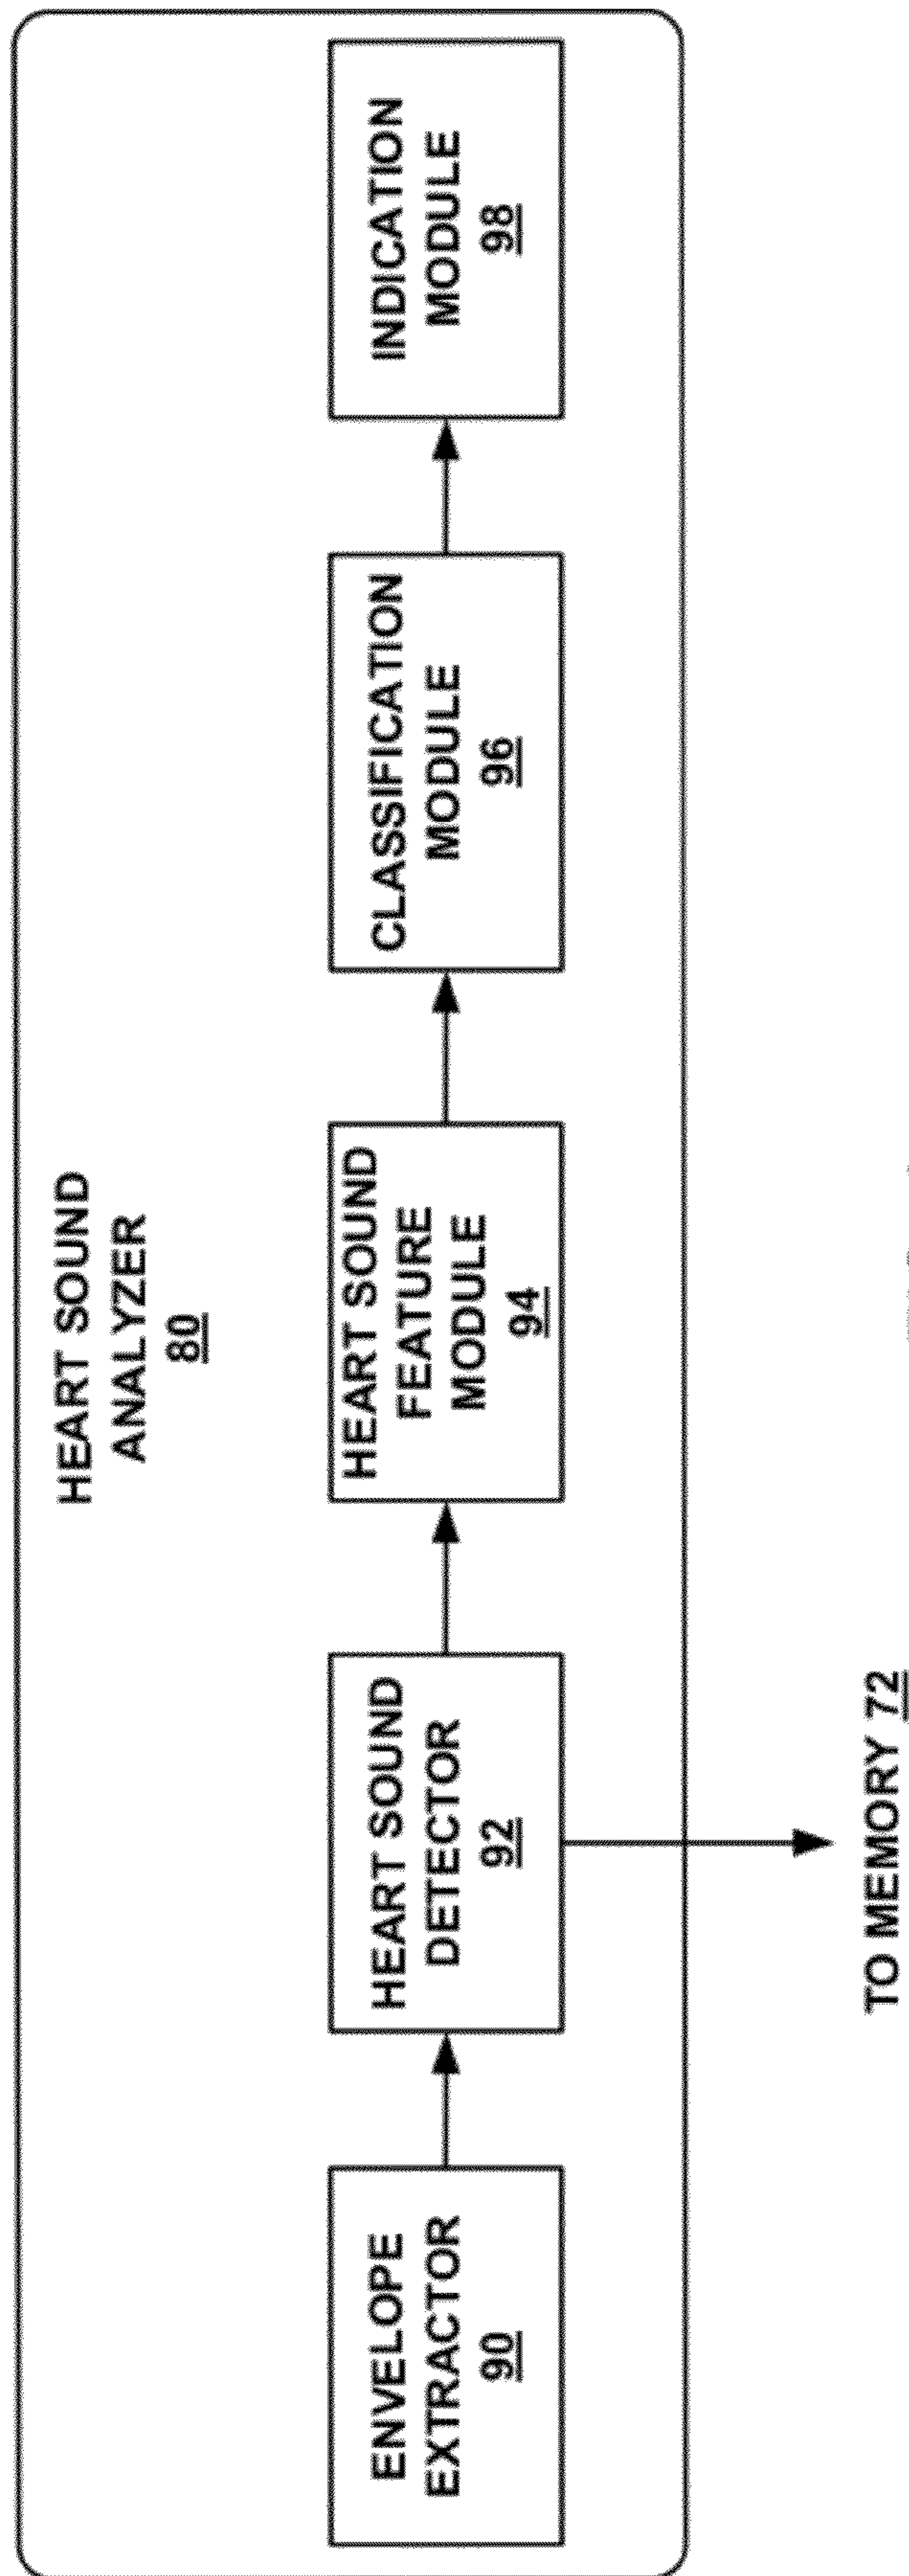 HEART SOUND
ANALYZER
80
ENVELOPE
EXTRACTOR
90
HEART SOUND
DETECTOR
92
HEART SOUND
FEATURE
MODULE
94
CLASSIFICATION
MODULE
96
INDICATION
MODULE
98
TO MEMORY 72